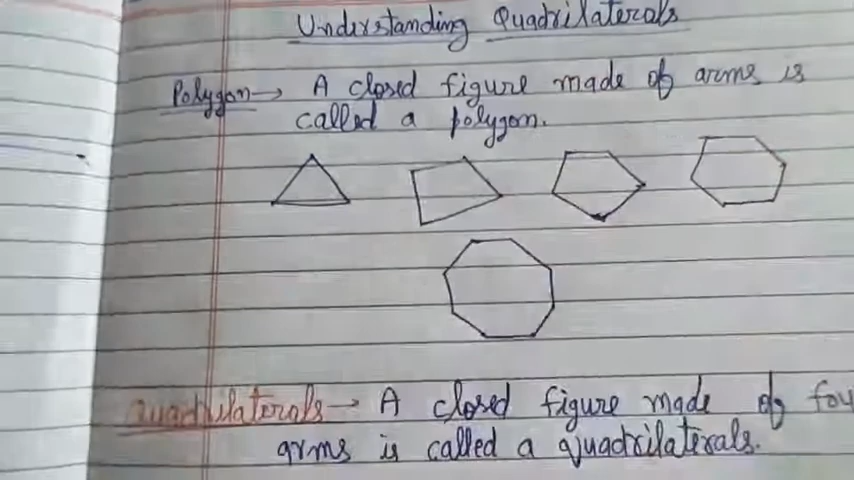 Understanding Quadrilaterals
Polygon → A closed figure made of arms is
called a polygon.
Quadrilaterals → A closed figure made of fou
arms is called a quadrilaterals.